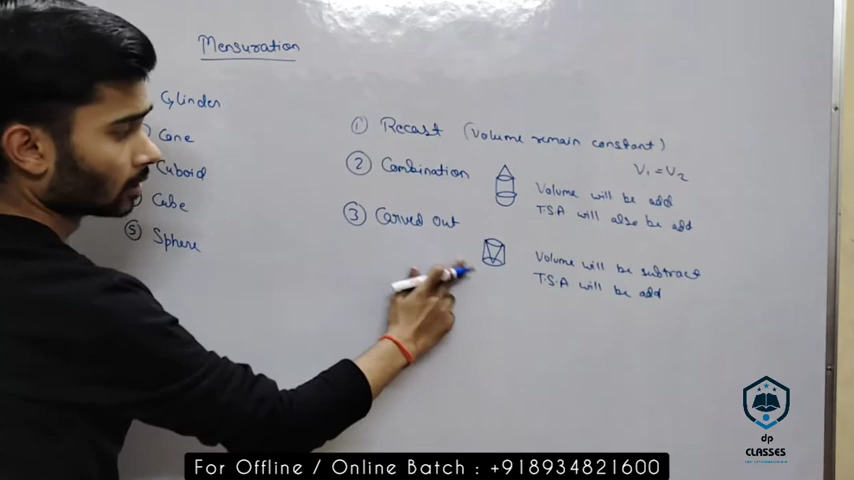 Mensuration
Cylinder
Cone
Cuboid
Cube
5 Sphere
1 Recast (Volume remain constant)
V1 = V2
2 Combination
Volume will be add
T.S.A will also be add
3 Carved Out
Volume will be subtract
T.S.A will be add
dp
CLASSES
For Offline / Online Batch : +918934821600